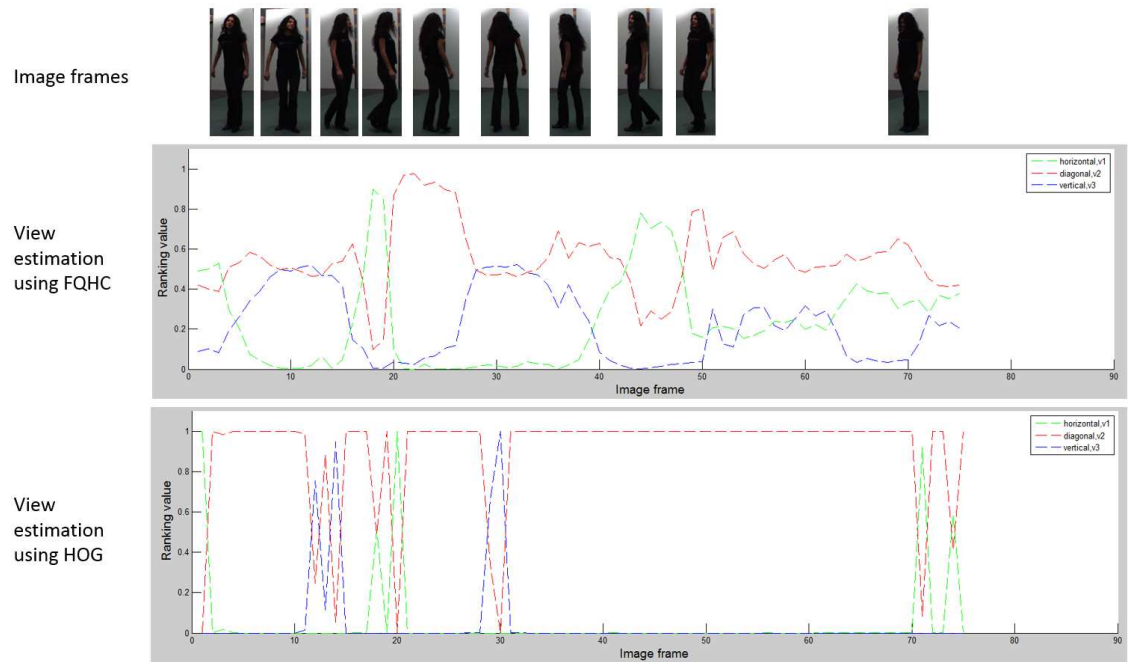 Image frames
View
estimation
using FQHC
Ranking value
1
0.8
0.6
0.4
0.2
0
0 10 20 30 40 50 60 70 80 90
Image frame
horizontal,v1
diagonal,v2
vertical,v3
View
estimation
using HOG
Ranking value
1
0.8
0.6
0.4
0.2
0
0 10 20 30 40 50 60 70 80 90
Image frame
horizontal,v1
diagonal,v2
vertical,v3